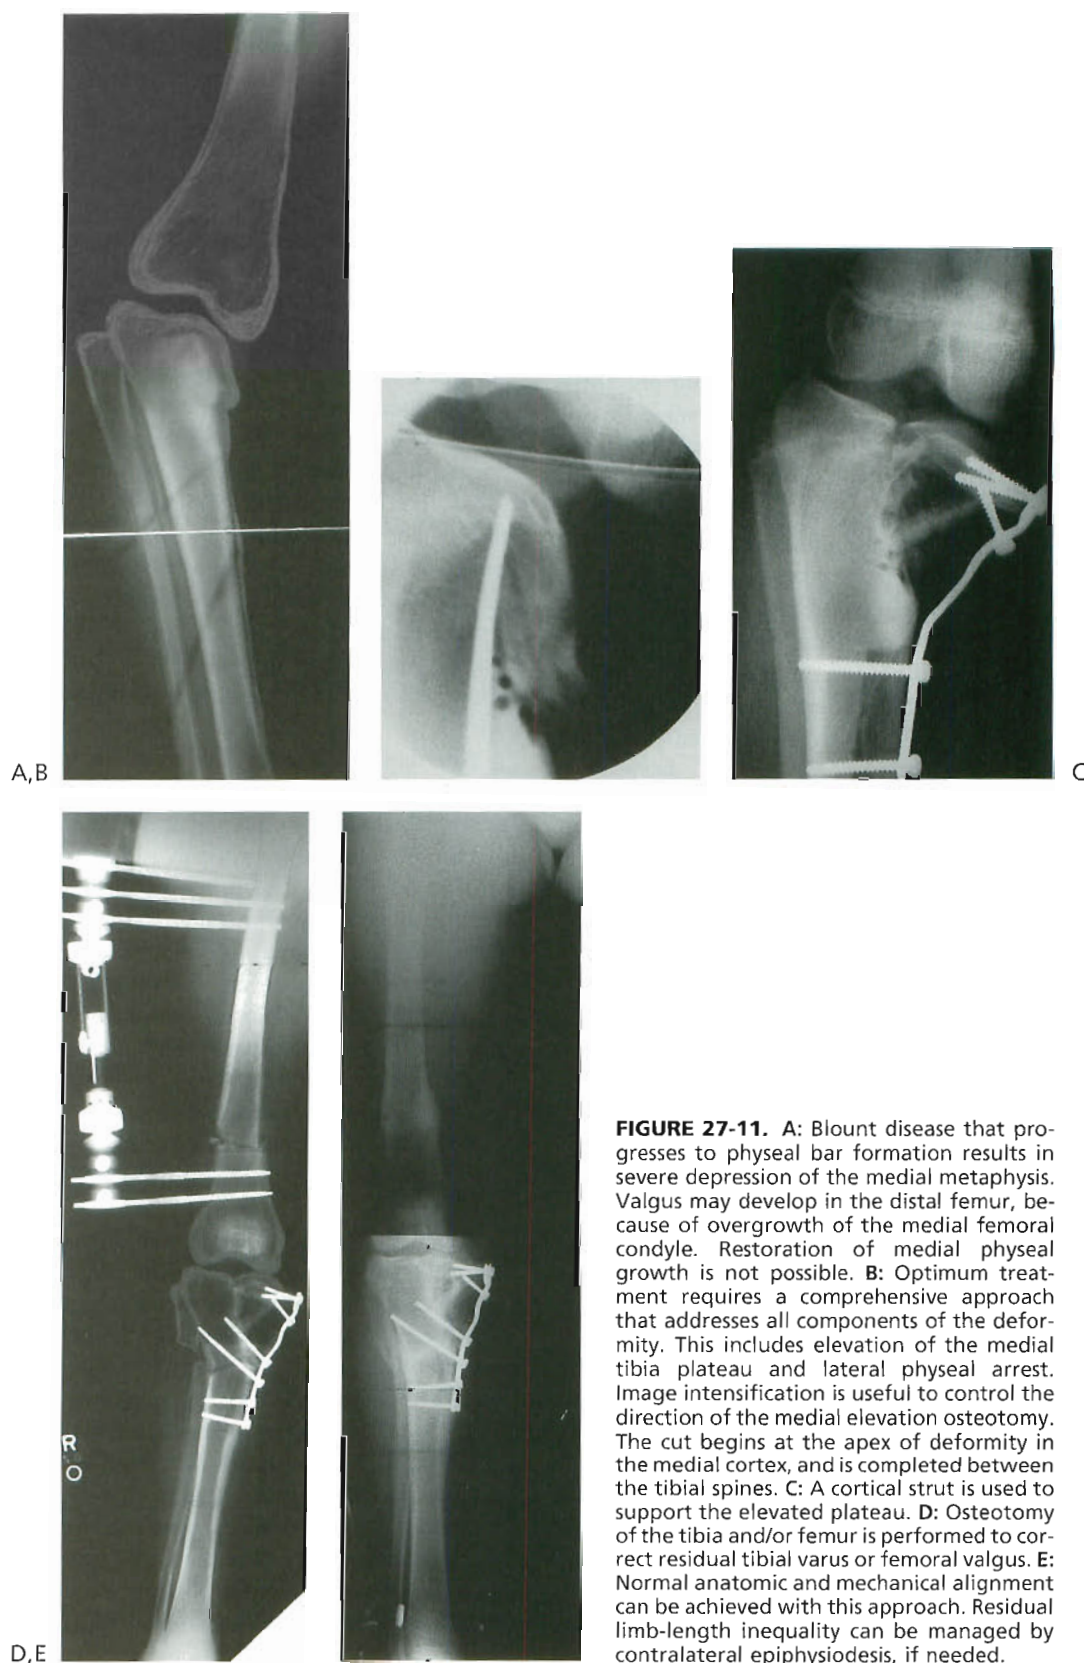 A,B
C
R
O
D,E
FIGURE 27-11. A: Blount disease that pro-
gresses to physeal bar formation results in
severe depression of the medial metaphysis.
Valgus may develop in the distal femur, be-
cause of overgrowth of the medial femoral
condyle. Restoration of medial physeal
growth is not possible. B: Optimum treat-
ment requires a comprehensive approach
that addresses all components of the defor-
mity. This includes elevation of the medial
tibia plateau and lateral physeal arrest.
Image intensification is useful to control the
direction of the medial elevation osteotomy.
The cut begins at the apex of deformity in
the medial cortex, and is completed between
the tibial spines. C: A cortical strut is used to
support the elevated plateau. D: Osteotomy
of the tibia and/or femur is performed to cor-
rect residual tibial varus or femoral valgus. E:
Normal anatomic and mechanical alignment
can be achieved with this approach. Residual
limb-length inequality can be managed by
contralateral epiphysiodesis, if needed.